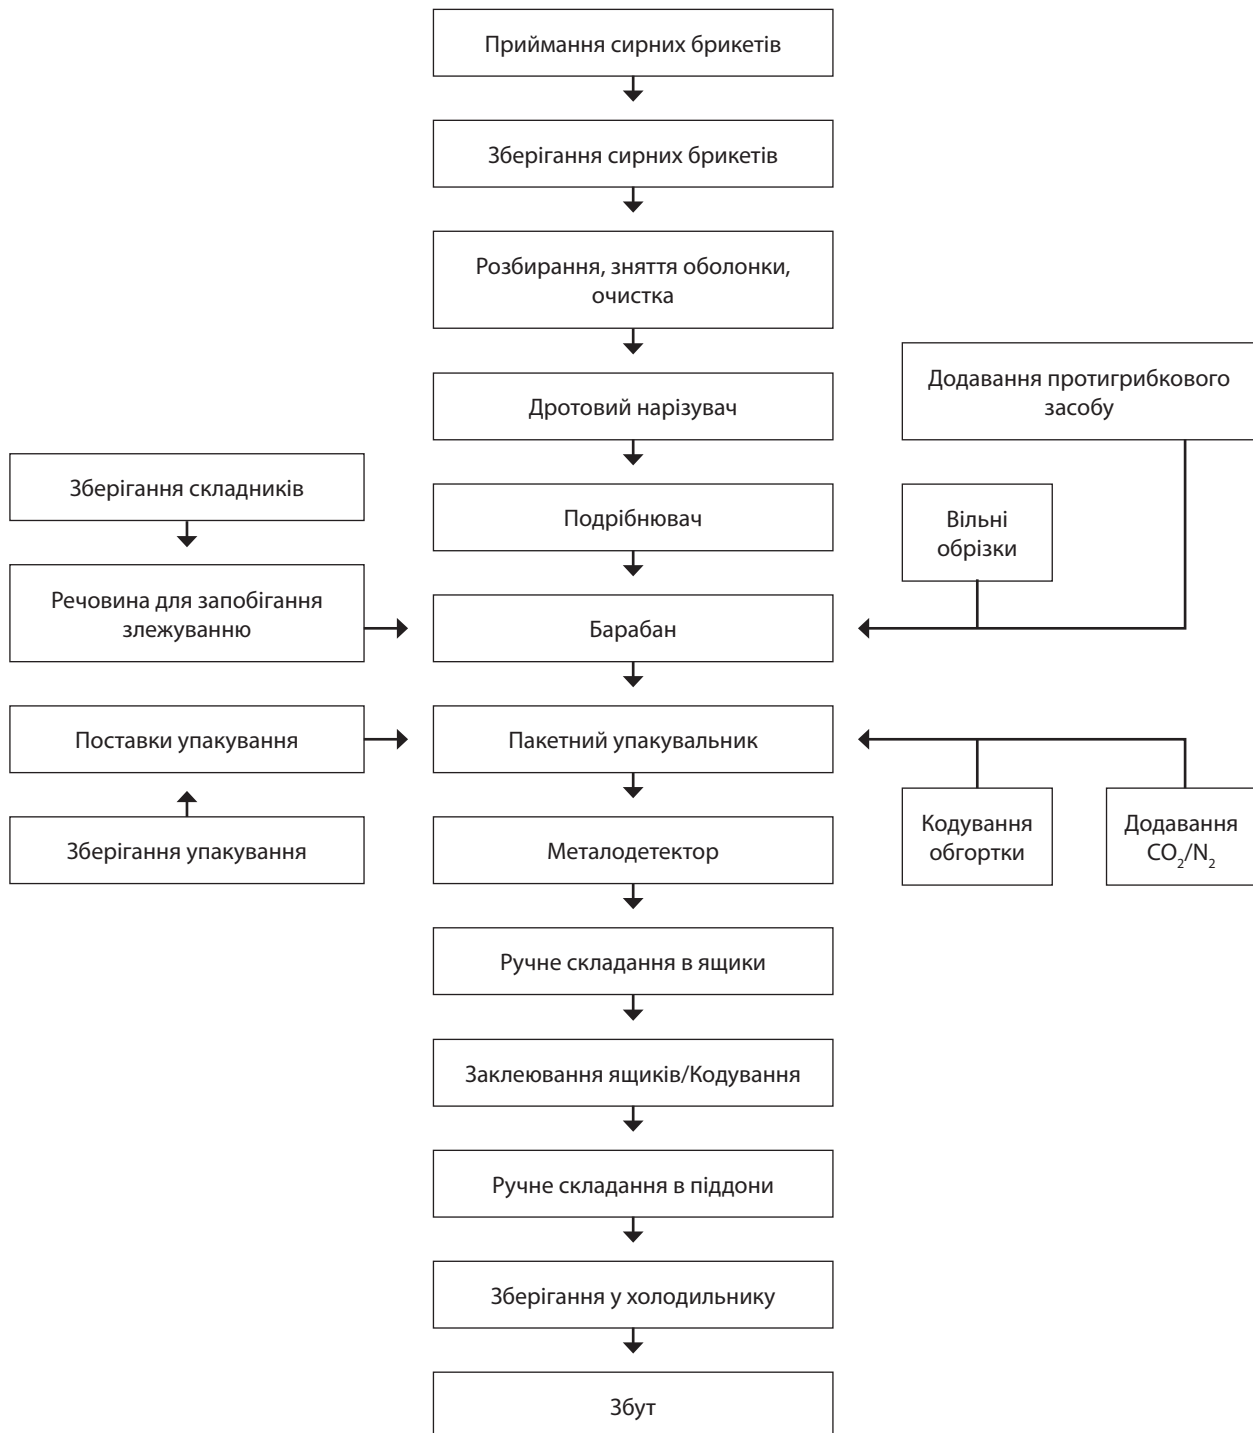 Приймання сирних брикетів
Зберігання сирних брикетів
Розбирання, зняття оболонки,
очистка
Дротовий нарізувач
Додавання протигрибкового
засобу
Зберігання складників
Подрібнювач
Вільні
обрізки
Речовина для запобігання
злежуванню
Барабан
Поставки упакування
Пакетний упакувальник
Зберігання упакування
Металодетектор
Кодування
обгортки
Додавання
CO₂/N₂
Ручне складання в ящики
Заклеювання ящиків/Кодування
Ручне складання в піддони
Зберігання у холодильнику
Збут